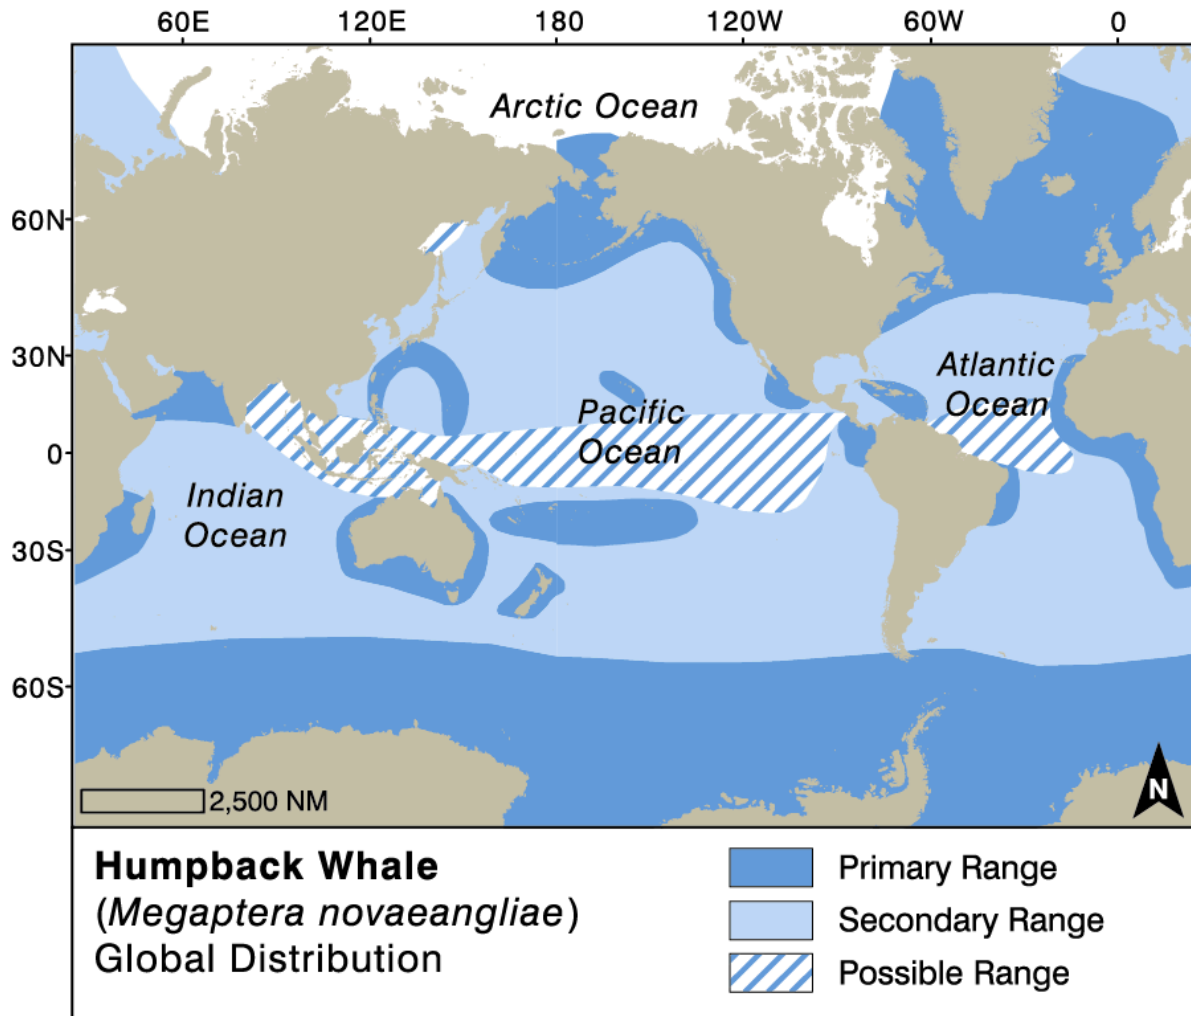 60E 120E 180 120W 60W 0
Arctic Ocean
60N
30N
Atlantic
Ocean
Pacific
Ocean
0
Indian
Ocean
30S
60S
N
2,500 NM
Humpback Whale
(Megaptera novaeangliae)
Global Distribution
Primary Range
Secondary Range
Possible Range